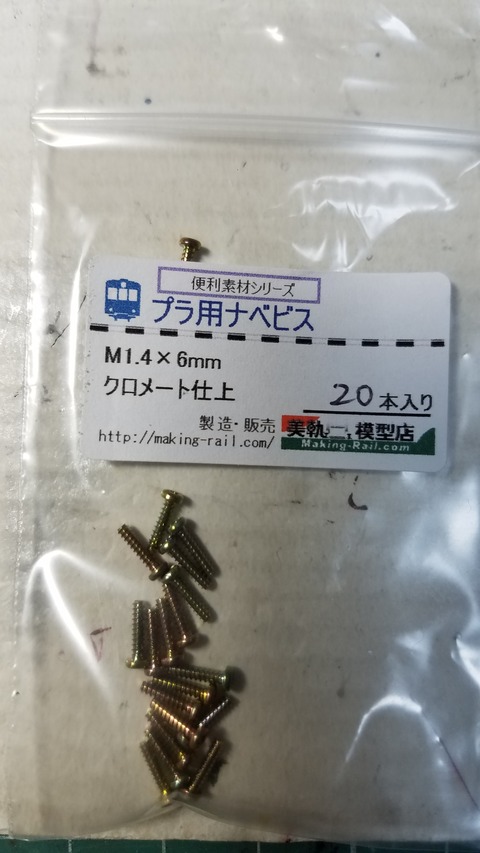 便利素材シリーズ
プラ用ナベビス
M1.4×6mm
クロメート仕上
20本入り
製造・販売 美軌 模型店
http://making-rail.com/
Making-Rail.com